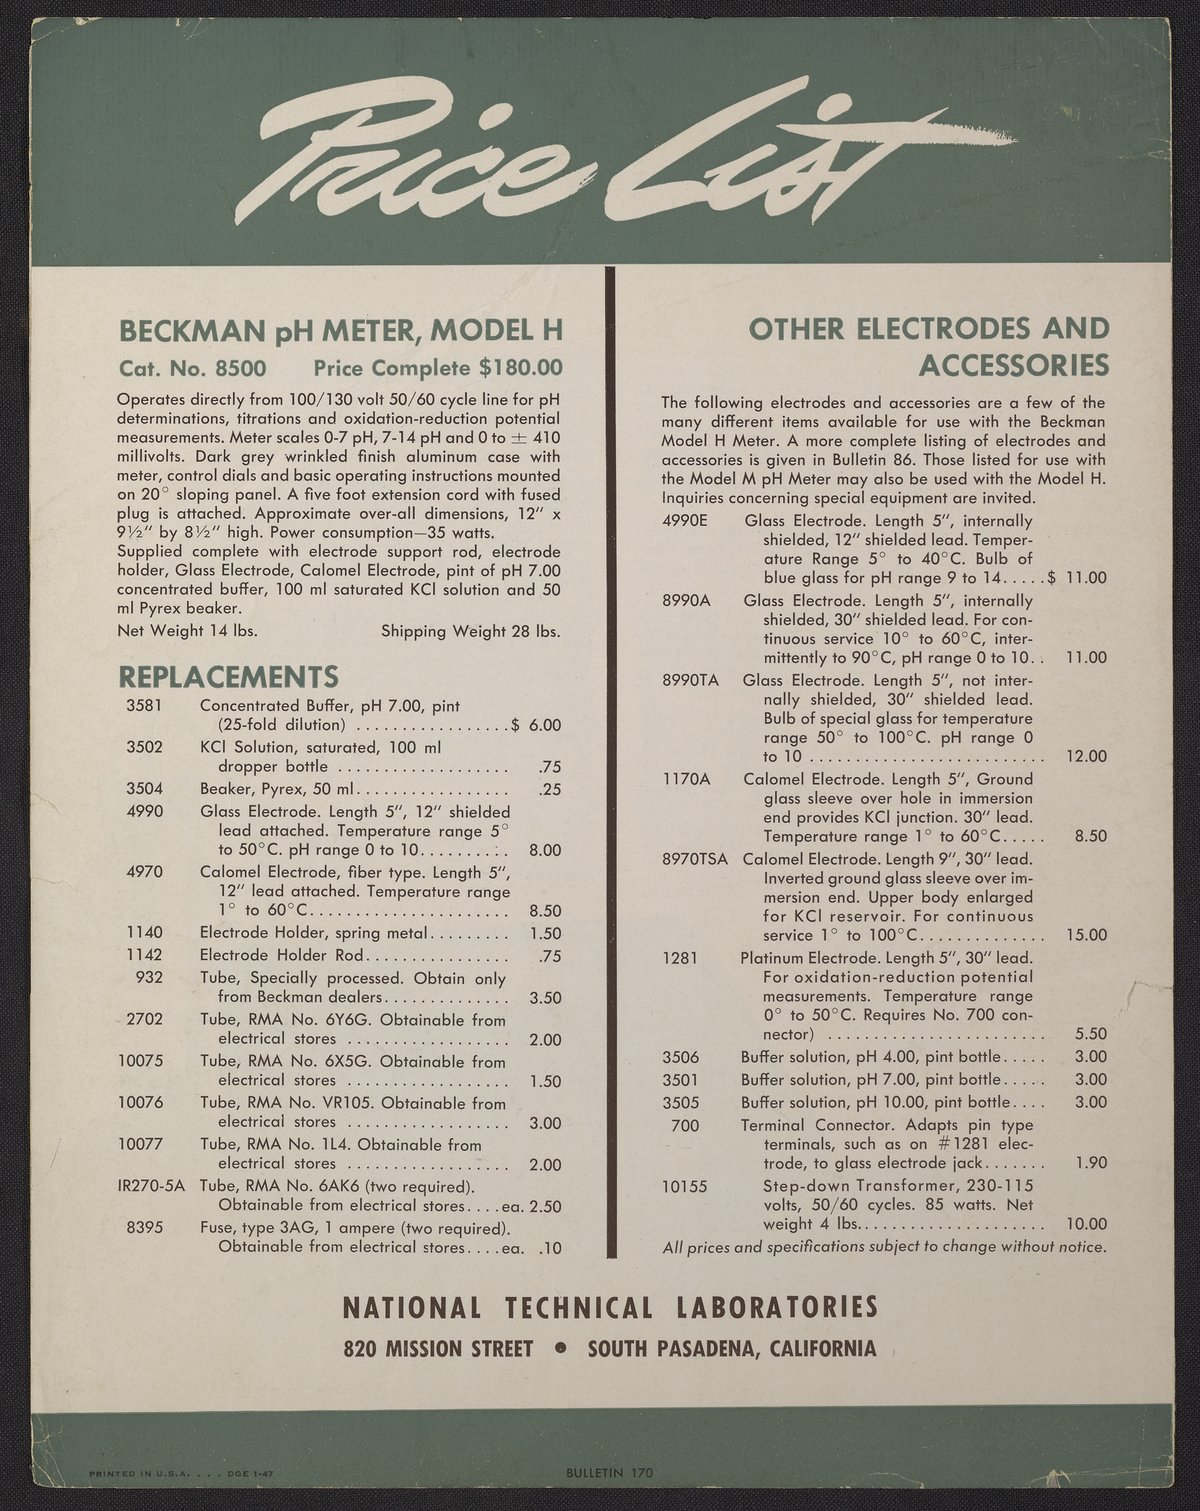 Price List
BECKMAN pH METER, MODEL H
Cat. No. 8500 Price Complete $180.00
Operates directly from 100/130 volt 50/60 cycle line for pH
determinations, titrations and oxidation-reduction potential
measurements. Meter scales 0-7 pH, 7-14 pH and 0 to ± 410
millivolts. Dark grey wrinkled finish aluminum case with
meter, control dials and basic operating instructions mounted
on 20° sloping panel. A five foot extension cord with fused
plug is attached. Approximate over-all dimensions, 12" x
9½" by 8½" high. Power consumption—35 watts.
Supplied complete with electrode support rod, electrode
holder, Glass Electrode, Calomel Electrode, pint of pH 7.00
concentrated buffer, 100 ml saturated KCl solution and 50
ml Pyrex beaker.
Net Weight 14 lbs. Shipping Weight 28 lbs.
REPLACEMENTS
3581 Concentrated Buffer, pH 7.00, pint
(25-fold dilution) .................$ 6.00
3502 KCl Solution, saturated, 100 ml
dropper bottle ................... .75
3504 Beaker, Pyrex, 50 ml................. .25
4990 Glass Electrode. Length 5", 12" shielded
lead attached. Temperature range 5°
to 50°C. pH range 0 to 10.......... 8.00
4970 Calomel Electrode, fiber type. Length 5",
12" lead attached. Temperature range
1° to 60°C...................... 8.50
1140 Electrode Holder, spring metal......... 1.50
1142 Electrode Holder Rod................ .75
932 Tube, Specially processed. Obtain only
from Beckman dealers.............. 3.50
2702 Tube, RMA No. 6Y6G. Obtainable from
electrical stores .................. 2.00
10075 Tube, RMA No. 6X5G. Obtainable from
electrical stores .................. 1.50
10076 Tube, RMA No. VR105. Obtainable from
electrical stores .................. 3.00
10077 Tube, RMA No. 1L4. Obtainable from
electrical stores .................. 2.00
IR270-5A Tube, RMA No. 6AK6 (two required).
Obtainable from electrical stores....ea. 2.50
8395 Fuse, type 3AG, 1 ampere (two required).
Obtainable from electrical stores....ea. .10
OTHER ELECTRODES AND
ACCESSORIES
The following electrodes and accessories are a few of the
many different items available for use with the Beckman
Model H Meter. A more complete listing of electrodes and
accessories is given in Bulletin 86. Those listed for use with
the Model M pH Meter may also be used with the Model H.
Inquiries concerning special equipment are invited.
4990E Glass Electrode. Length 5", internally
shielded, 12" shielded lead. Temper-
ature Range 5° to 40°C. Bulb of
blue glass for pH range 9 to 14.....$ 11.00
8990A Glass Electrode. Length 5", internally
shielded, 30" shielded lead. For con-
tinuous service 10° to 60°C, inter-
mittently to 90°C, pH range 0 to 10.. 11.00
8990TA Glass Electrode. Length 5", not inter-
nally shielded, 30" shielded lead.
Bulb of special glass for temperature
range 50° to 100°C. pH range 0
to 10 .......................... 12.00
1170A Calomel Electrode. Length 5", Ground
glass sleeve over hole in immersion
end provides KCl junction. 30" lead.
Temperature range 1° to 60°C..... 8.50
8970TSA Calomel Electrode. Length 9", 30" lead.
Inverted ground glass sleeve over im-
mersion end. Upper body enlarged
for KCl reservoir. For continuous
service 1° to 100°C.............. 15.00
1281 Platinum Electrode. Length 5", 30" lead.
For oxidation-reduction potential
measurements. Temperature range
0° to 50°C. Requires No. 700 con-
nector) ........................ 5.50
3506 Buffer solution, pH 4.00, pint bottle..... 3.00
3501 Buffer solution, pH 7.00, pint bottle..... 3.00
3505 Buffer solution, pH 10.00, pint bottle.... 3.00
700 Terminal Connector. Adapts pin type
terminals, such as on #1281 elec-
trode, to glass electrode jack....... 1.90
10155 Step-down Transformer, 230-115
volts, 50/60 cycles. 85 watts. Net
weight 4 lbs..................... 10.00
All prices and specifications subject to change without notice.
NATIONAL TECHNICAL LABORATORIES
820 MISSION STREET • SOUTH PASADENA, CALIFORNIA
PRINTED IN U.S.A. . . . DGE 1-47
BULLETIN 170